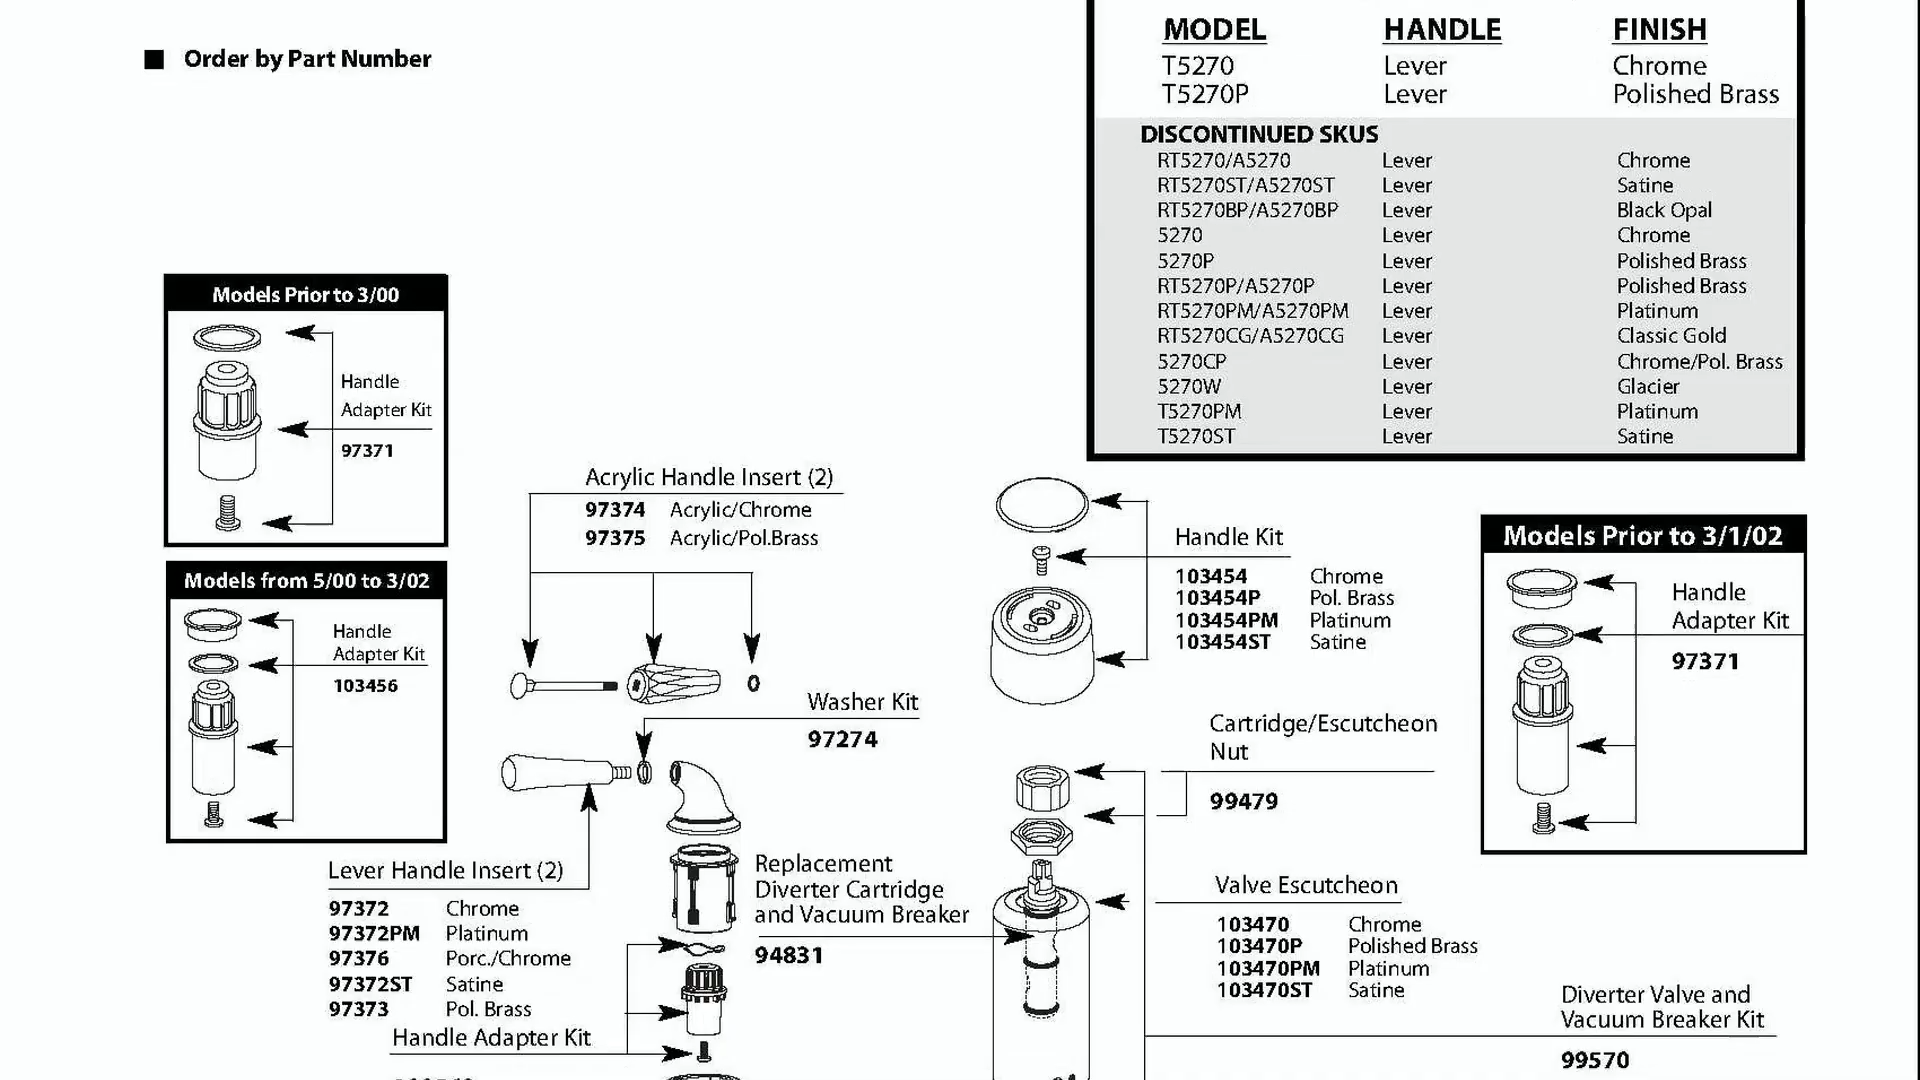 Order by Part Number
MODEL HANDLE FINISH
T5270 Lever Chrome
T5270P Lever Polished Brass
DISCONTINUED SKUS
RT5270/A5270 Lever Chrome
RT5270ST/A5270ST Lever Satine
RT5270BP/A5270BP Lever Black Opal
5270 Lever Chrome
5270P Lever Polished Brass
RT5270P/A5270P Lever Polished Brass
RT5270PM/A5270PM Lever Platinum
RT5270CG/A5270CG Lever Classic Gold
5270CP Lever Chrome/Pol. Brass
5270W Lever Glacier
T5270PM Lever Platinum
T5270ST Lever Satine
Models Prior to 3/00
Handle
Adapter Kit
97371
Models from 5/00 to 3/02
Handle
Adapter Kit
103456
Acrylic Handle Insert (2)
97374 Acrylic/Chrome
97375 Acrylic/Pol.Brass
Washer Kit
97274
Lever Handle Insert (2)
97372 Chrome
97372PM Platinum
97376 Porc./Chrome
97372ST Satine
97373 Pol. Brass
Handle Adapter Kit
Replacement
Diverter Cartridge
and Vacuum Breaker
94831
Handle Kit
103454 Chrome
103454P Pol. Brass
103454PM Platinum
103454ST Satine
Cartridge/Escutcheon
Nut
99479
Valve Escutcheon
103470 Chrome
103470P Polished Brass
103470PM Platinum
103470ST Satine
Models Prior to 3/1/02
Handle
Adapter Kit
97371
Diverter Valve and
Vacuum Breaker Kit
99570